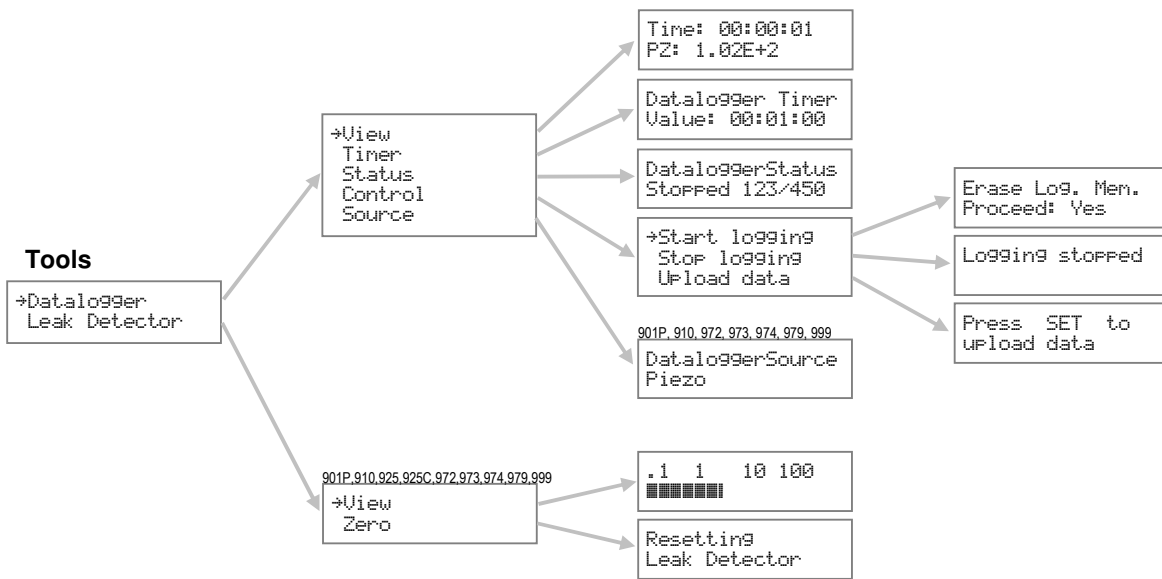 Tools
→Datalogger
Leak Detector
→View
Timer
Status
Control
Source
Time: 00:00:01
PZ: 1.02E+2
Datalogger Timer
Value: 00:01:00
DataloggerStatus
Stopped 123/450
→Start logging
Stop logging
Upload data
Erase Log. Mem.
Proceed: Yes
Logging stopped
Press SET to
upload data
901P, 910, 972, 973, 974, 979, 999
DataloggerSource
Piezo
901P,910,925,925C,972,973,974,979,999
→View
Zero
.1 1 10 100
Resetting
Leak Detector